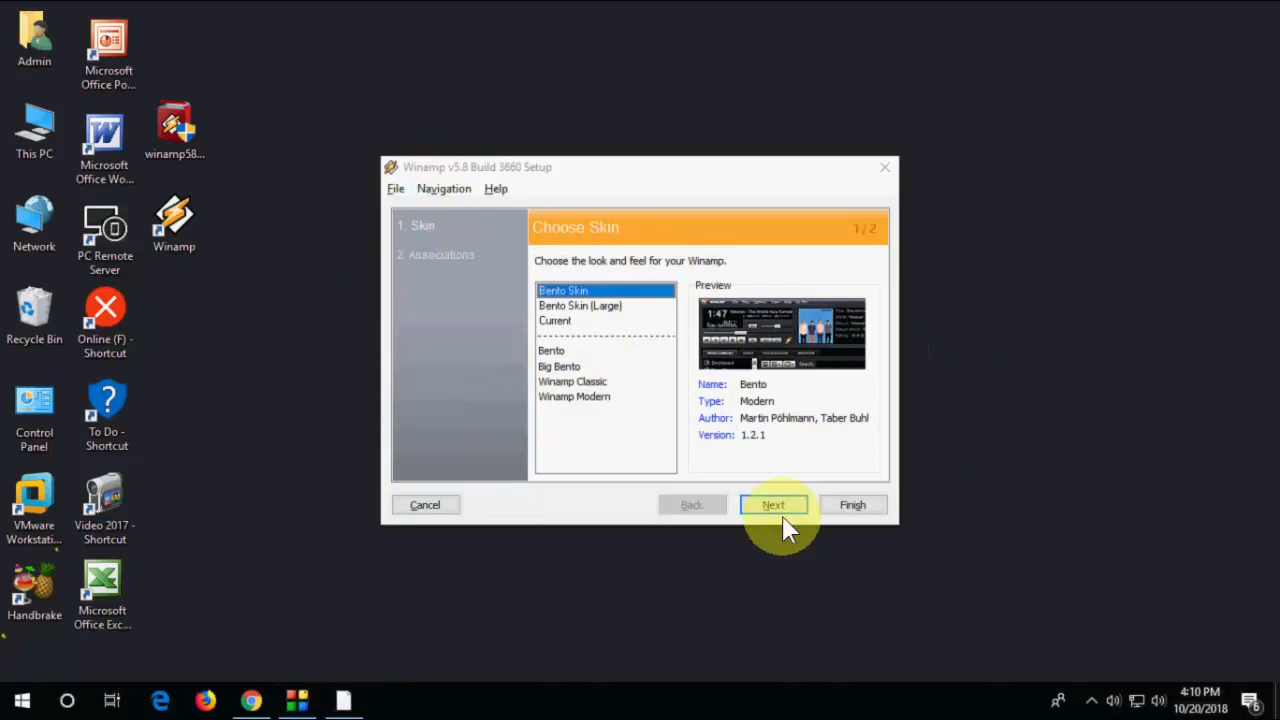 Admin
Microsoft
Office Po...
This PC
Microsoft
Office Wo...
winamp58...
Network
PC Remote
Server
Winamp
Recycle Bin
Online (F) -
Shortcut
Control
Panel
To Do -
Shortcut
VMware
Workstati...
Video 2017 -
Shortcut
Handbrake
Microsoft
Office Exc...
Winamp v5.8 Build 3660 Setup
File Navigation Help
1. Skin
2 Associations
Choose Skin 1/2
Choose the look and feel for your Winamp.
Bento Skin
Bento Skin (Large)
Current
Bento
Big Bento
Winamp Classic
Winamp Modern
Preview
1:47
Name: Bento
Type: Modern
Author: Martin Pöhlmann, Taber Buhl
Version: 1.2.1
Cancel Back Next Finish
4:10 PM
10/20/2018
6